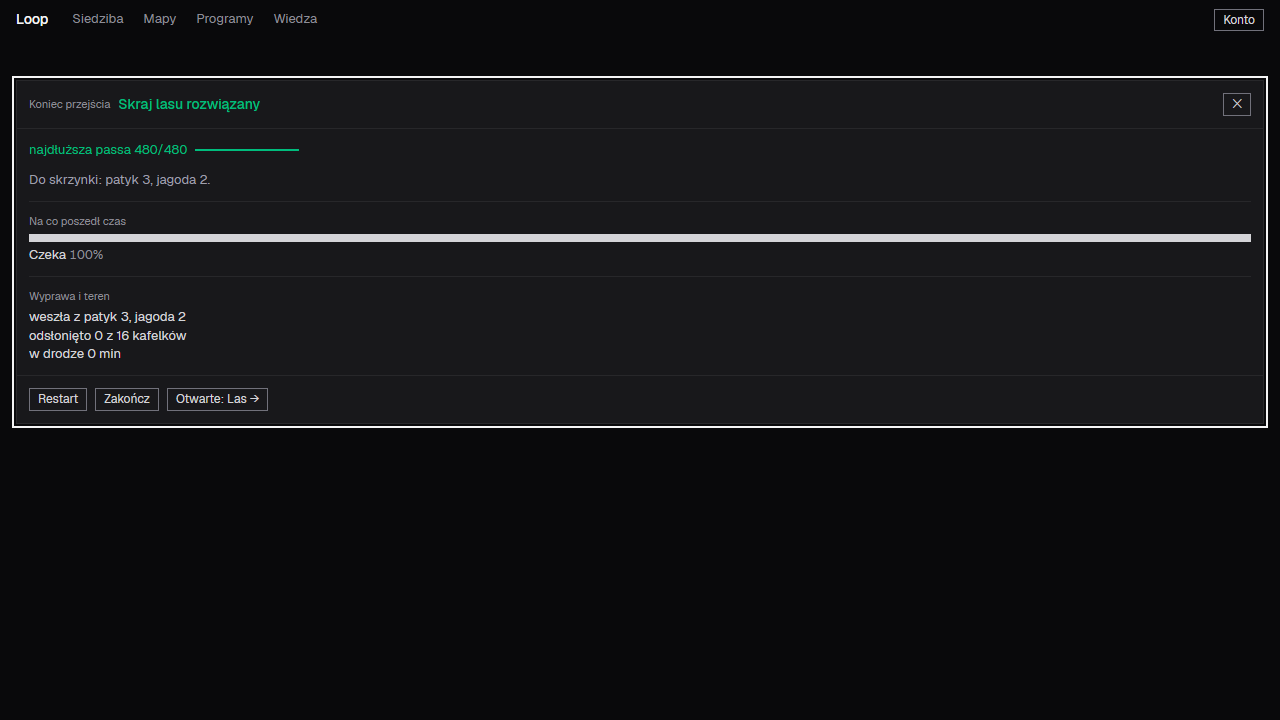 Loop Siedziba Mapy Programy Wiedza Konto
Koniec przejścia Skraj lasu rozwiązany ×
najdłuższa passa 480/480
Do skrzynki: patyk 3, jagoda 2.
Na co poszedł czas
Czeka 100%
Wyprawa i teren
weszła z patyk 3, jagoda 2
odsłonięto 0 z 16 kafelków
w drodze 0 min
Restart Zakończ Otwarte: Las →